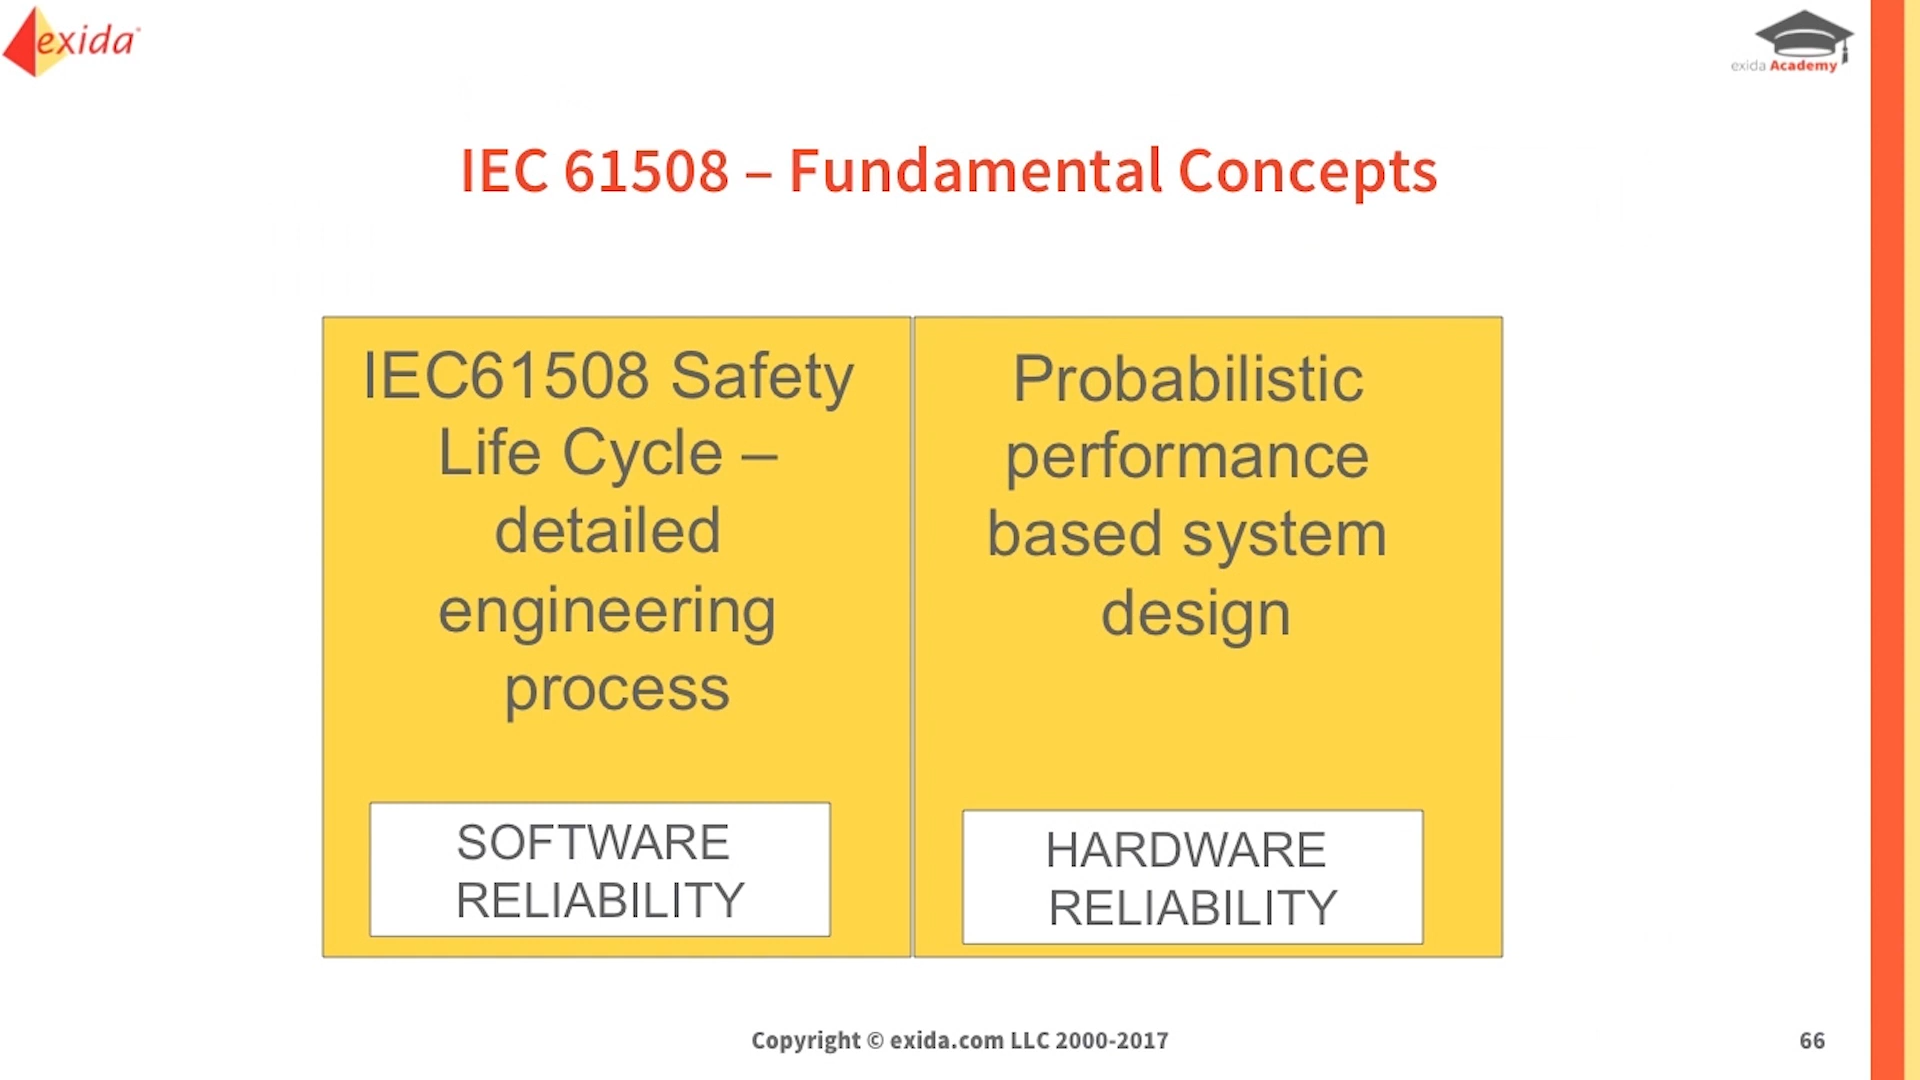 exida
exida Academy
IEC 61508 – Fundamental Concepts
IEC61508 Safety
Life Cycle –
detailed
engineering
process
SOFTWARE
RELIABILITY
Probabilistic
performance
based system
design
HARDWARE
RELIABILITY
Copyright © exida.com LLC 2000-2017
66